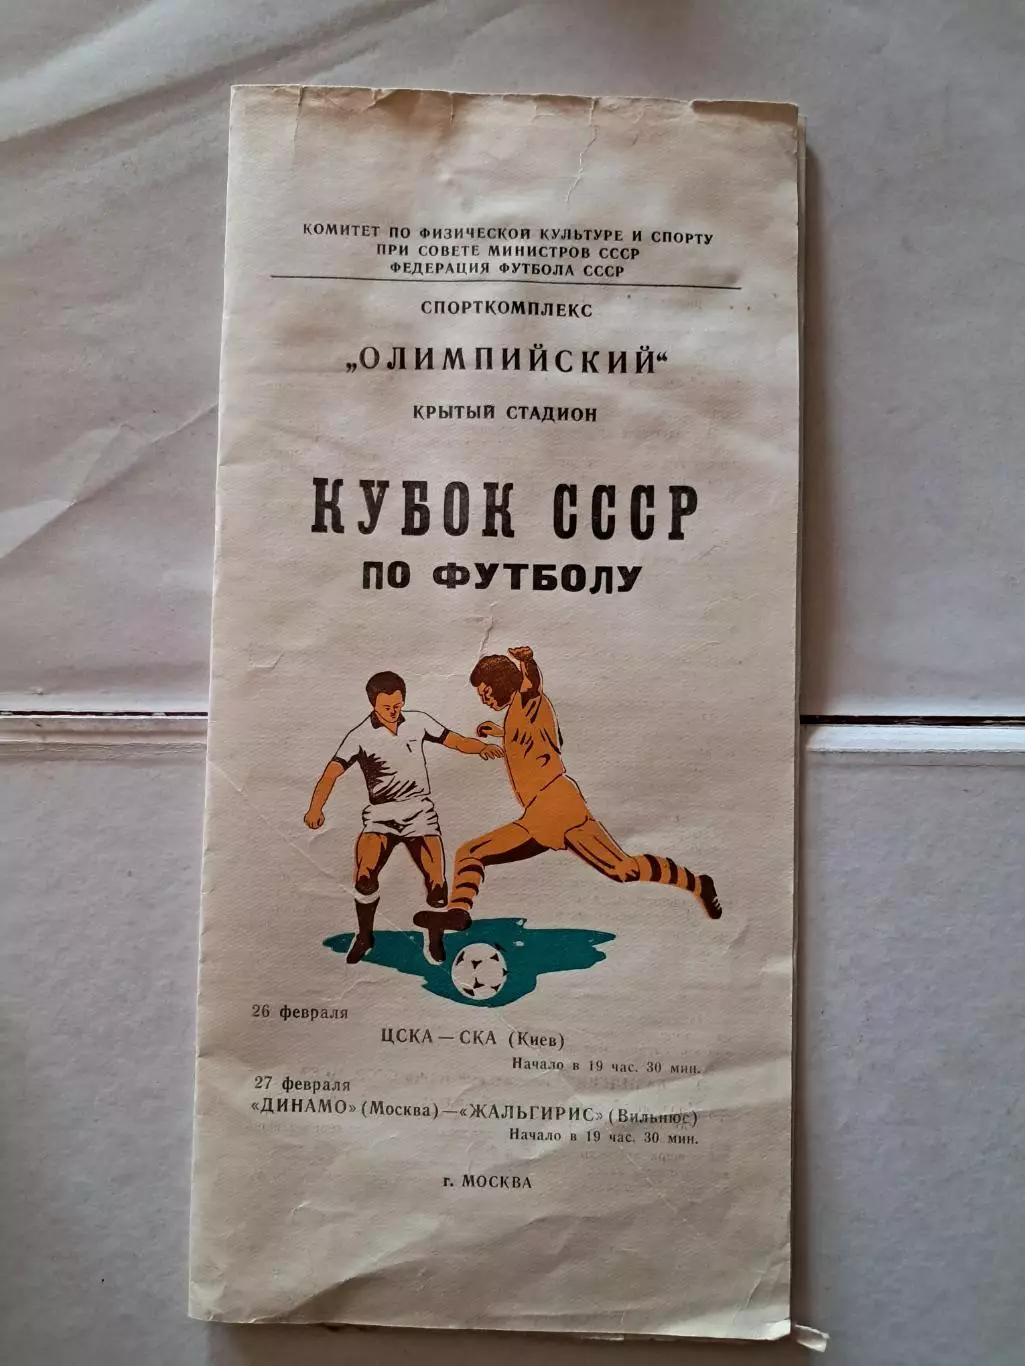 КОМИТЕТ ПО ФИЗИЧЕСКОЙ КУЛЬТУРЕ И СПОРТУ
ПРИ СОВЕТЕ МИНИСТРОВ СССР
ФЕДЕРАЦИЯ ФУТБОЛА СССР
СПОРТКОМПЛЕКС
„ОЛИМПИЙСКИЙ“
КРЫТЫЙ СТАДИОН
КУБОК СССР
ПО ФУТБОЛУ
26 февраля
ЦСКА — СКА (Киев)
Начало в 19 час. 30 мин.
27 февраля
«ДИНАМО» (Москва) — «ЖАЛЬГИРИС» (Вильнюс)
Начало в 19 час. 30 мин.
г. МОСКВА